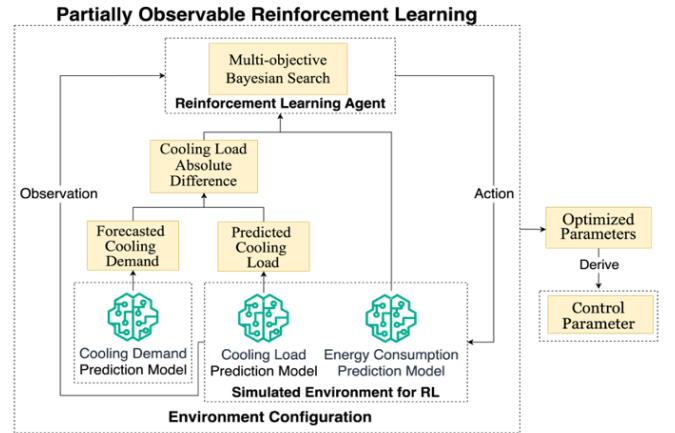 Partially Observable Reinforcement Learning
Multi-objective
Bayesian Search
Reinforcement Learning Agent
Cooling Load
Absolute
Difference
Observation
Action
Forecasted
Cooling
Demand
Predicted
Cooling
Load
Optimized
Parameters
Derive
Control
Parameter
Cooling Demand
Prediction Model
Cooling Load
Prediction Model
Energy Consumption
Prediction Model
Simulated Environment for RL
Environment Configuration